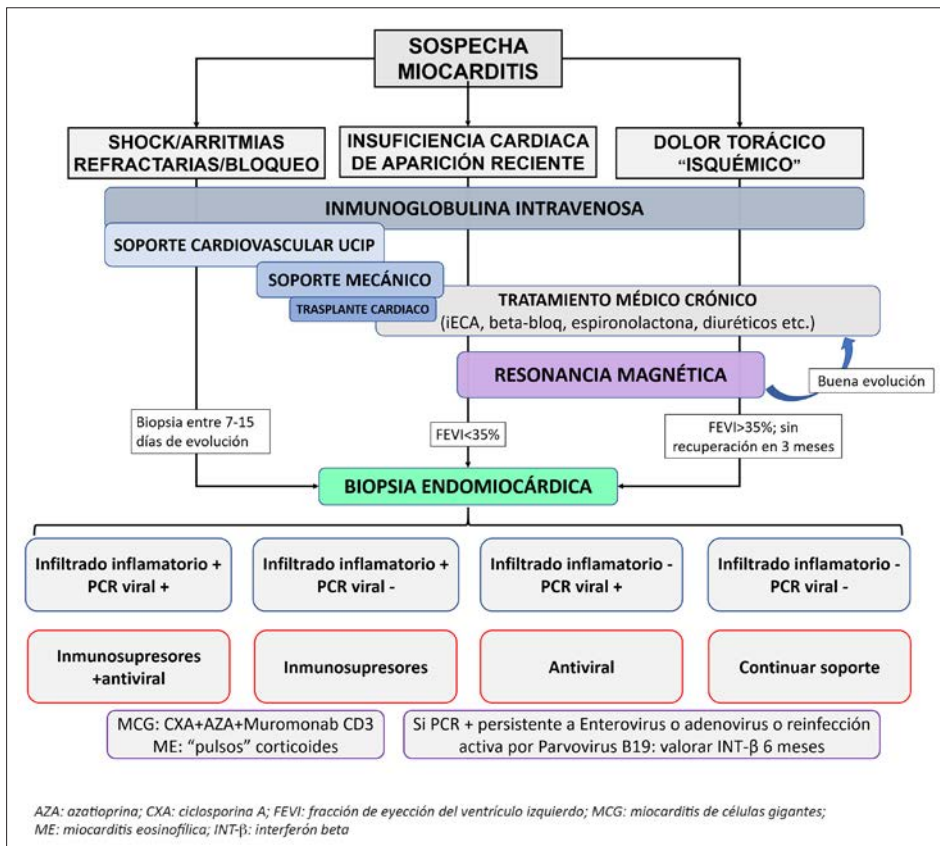 SOSPECHA
MIOCARDITIS
SHOCK/ARRITMIAS
REFRACTARIAS/BLOQUEO
INSUFICIENCIA CARDIACA
DE APARICIÓN RECIENTE
DOLOR TORÁCICO
“ISQUÉMICO”
INMUNOGLOBULINA INTRAVENOSA
SOPORTE CARDIOVASCULAR UCIP
SOPORTE MECÁNICO
TRASPLANTE CARDIACO
TRATAMIENTO MÉDICO CRÓNICO
(iECA, beta-bloq, espironolactona, diuréticos etc.)
RESONANCIA MAGNÉTICA
Buena evolución
Biopsia entre 7-15
días de evolución
FEVI<35%
FEVI>35%; sin
recuperación en 3 meses
BIOPSIA ENDOMIOCÁRDICA
Infiltrado inflamatorio +
PCR viral +
Infiltrado inflamatorio +
PCR viral -
Infiltrado inflamatorio -
PCR viral +
Infiltrado inflamatorio -
PCR viral -
Inmunosupresores
+antiviral
Inmunosupresores
Antiviral
Continuar soporte
MCG: CXA+AZA+Muromonab CD3
ME: “pulsos” corticoides
Si PCR + persistente a Enterovirus o adenovirus o reinfección
activa por Parvovirus B19: valorar INT-β 6 meses
AZA: azatioprina; CXA: ciclosporina A; FEVI: fracción de eyección del ventrículo izquierdo; MCG: miocarditis de células gigantes;
ME: miocarditis eosinofílica; INT-β: interferón beta